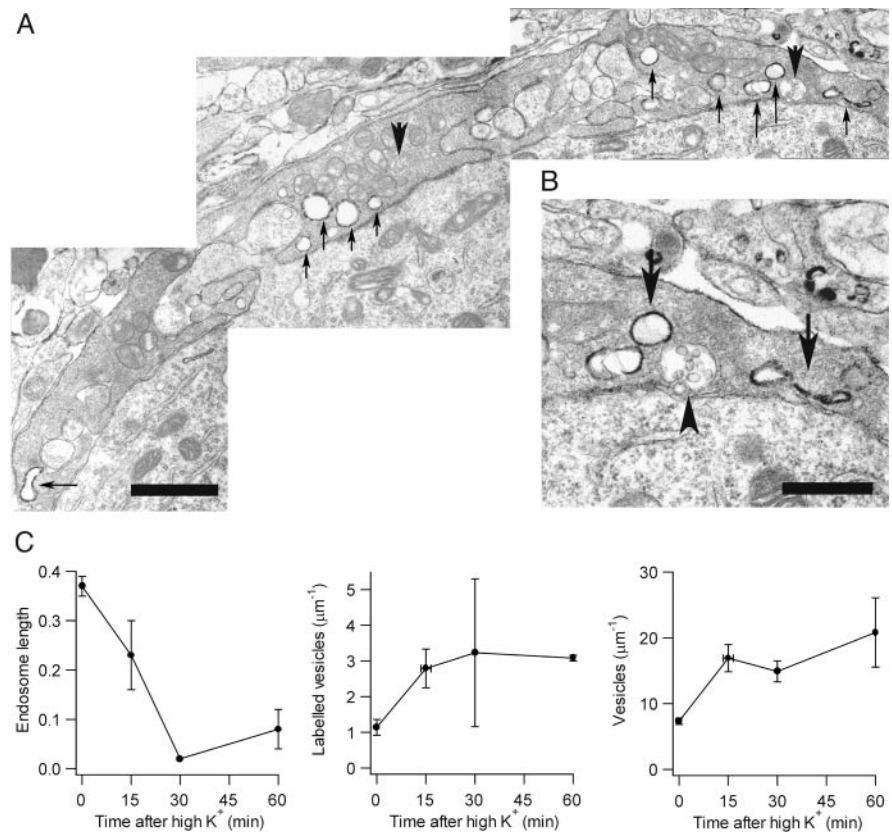 A
B
C
0.4
0.3
0.2
0.1
0.0
Endosome length
0 15 30 45 60
Time after high K⁺ (min)
5
4
3
2
1
0
Labelled vesicles (μm⁻¹)
0 15 30 45 60
Time after high K⁺ (min)
30
20
10
0
Vesicles (μm⁻¹)
0 15 30 45 60
Time after high K⁺ (min)